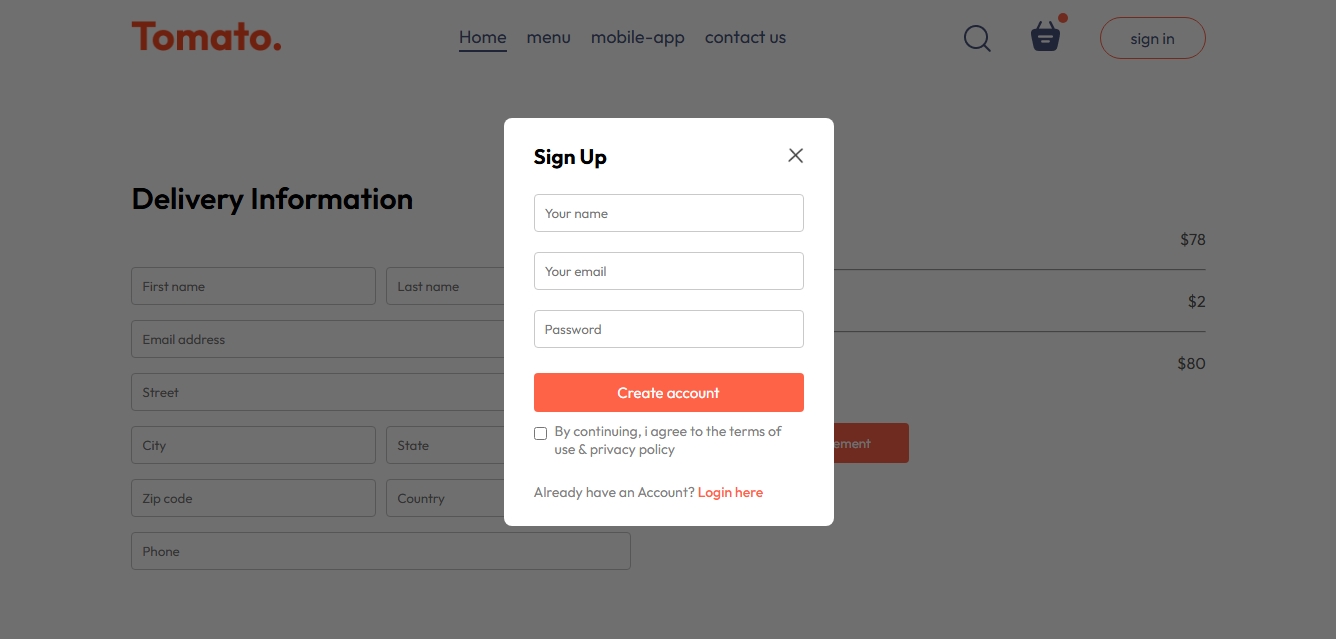 Tomato.
Home menu mobile-app contact us
sign in
Sign Up
Your name
Your email
Password
Create account
By continuing, i agree to the terms of
use & privacy policy
Already have an Account? Login here
Delivery Information
First name
Last name
Email address
Street
City
State
Zip code
Country
Phone
$78
$2
$80